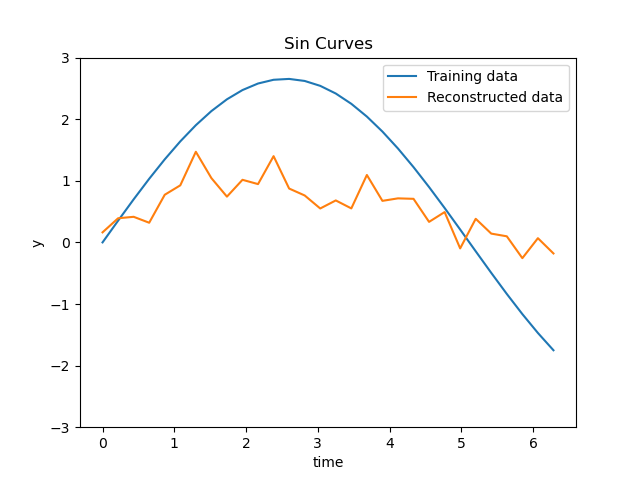 Sin Curves
Training data
Reconstructed data
3
2
1
0
−1
−2
−3
y
0 1 2 3 4 5 6
time